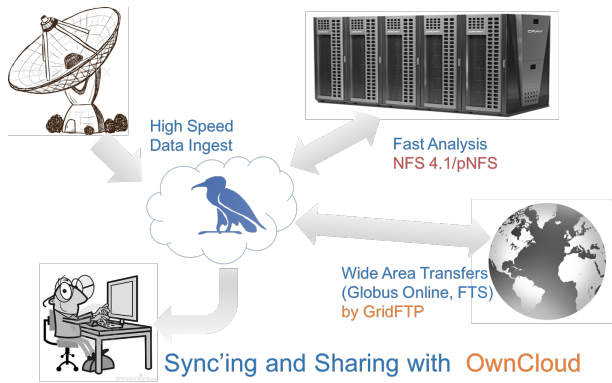 High Speed
Data Ingest
Fast Analysis
NFS 4.1/pNFS
Wide Area Transfers
(Globus Online, FTS)
by GridFTP
Sync'ing and Sharing with OwnCloud